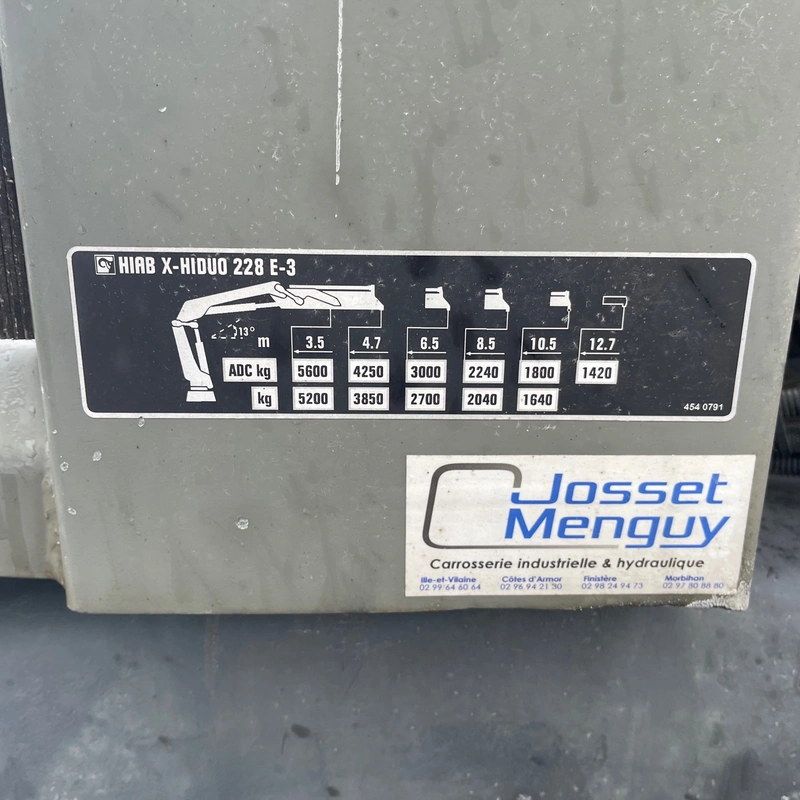 HIAB X-HIDUO 228 E-3
13°
m 3.5 4.7 6.5 8.5 10.5 12.7
ADC kg 5600 4250 3000 2240 1800 1420
kg 5200 3850 2700 2040 1640
454 0791
Josset
Menguy
Carrosserie industrielle & hydraulique
Ille-et-Vilaine Côtes d'Armor Finistère Morbihan
02 99 64 60 64 02 96 94 21 30 02 98 24 94 73 02 97 80 88 80